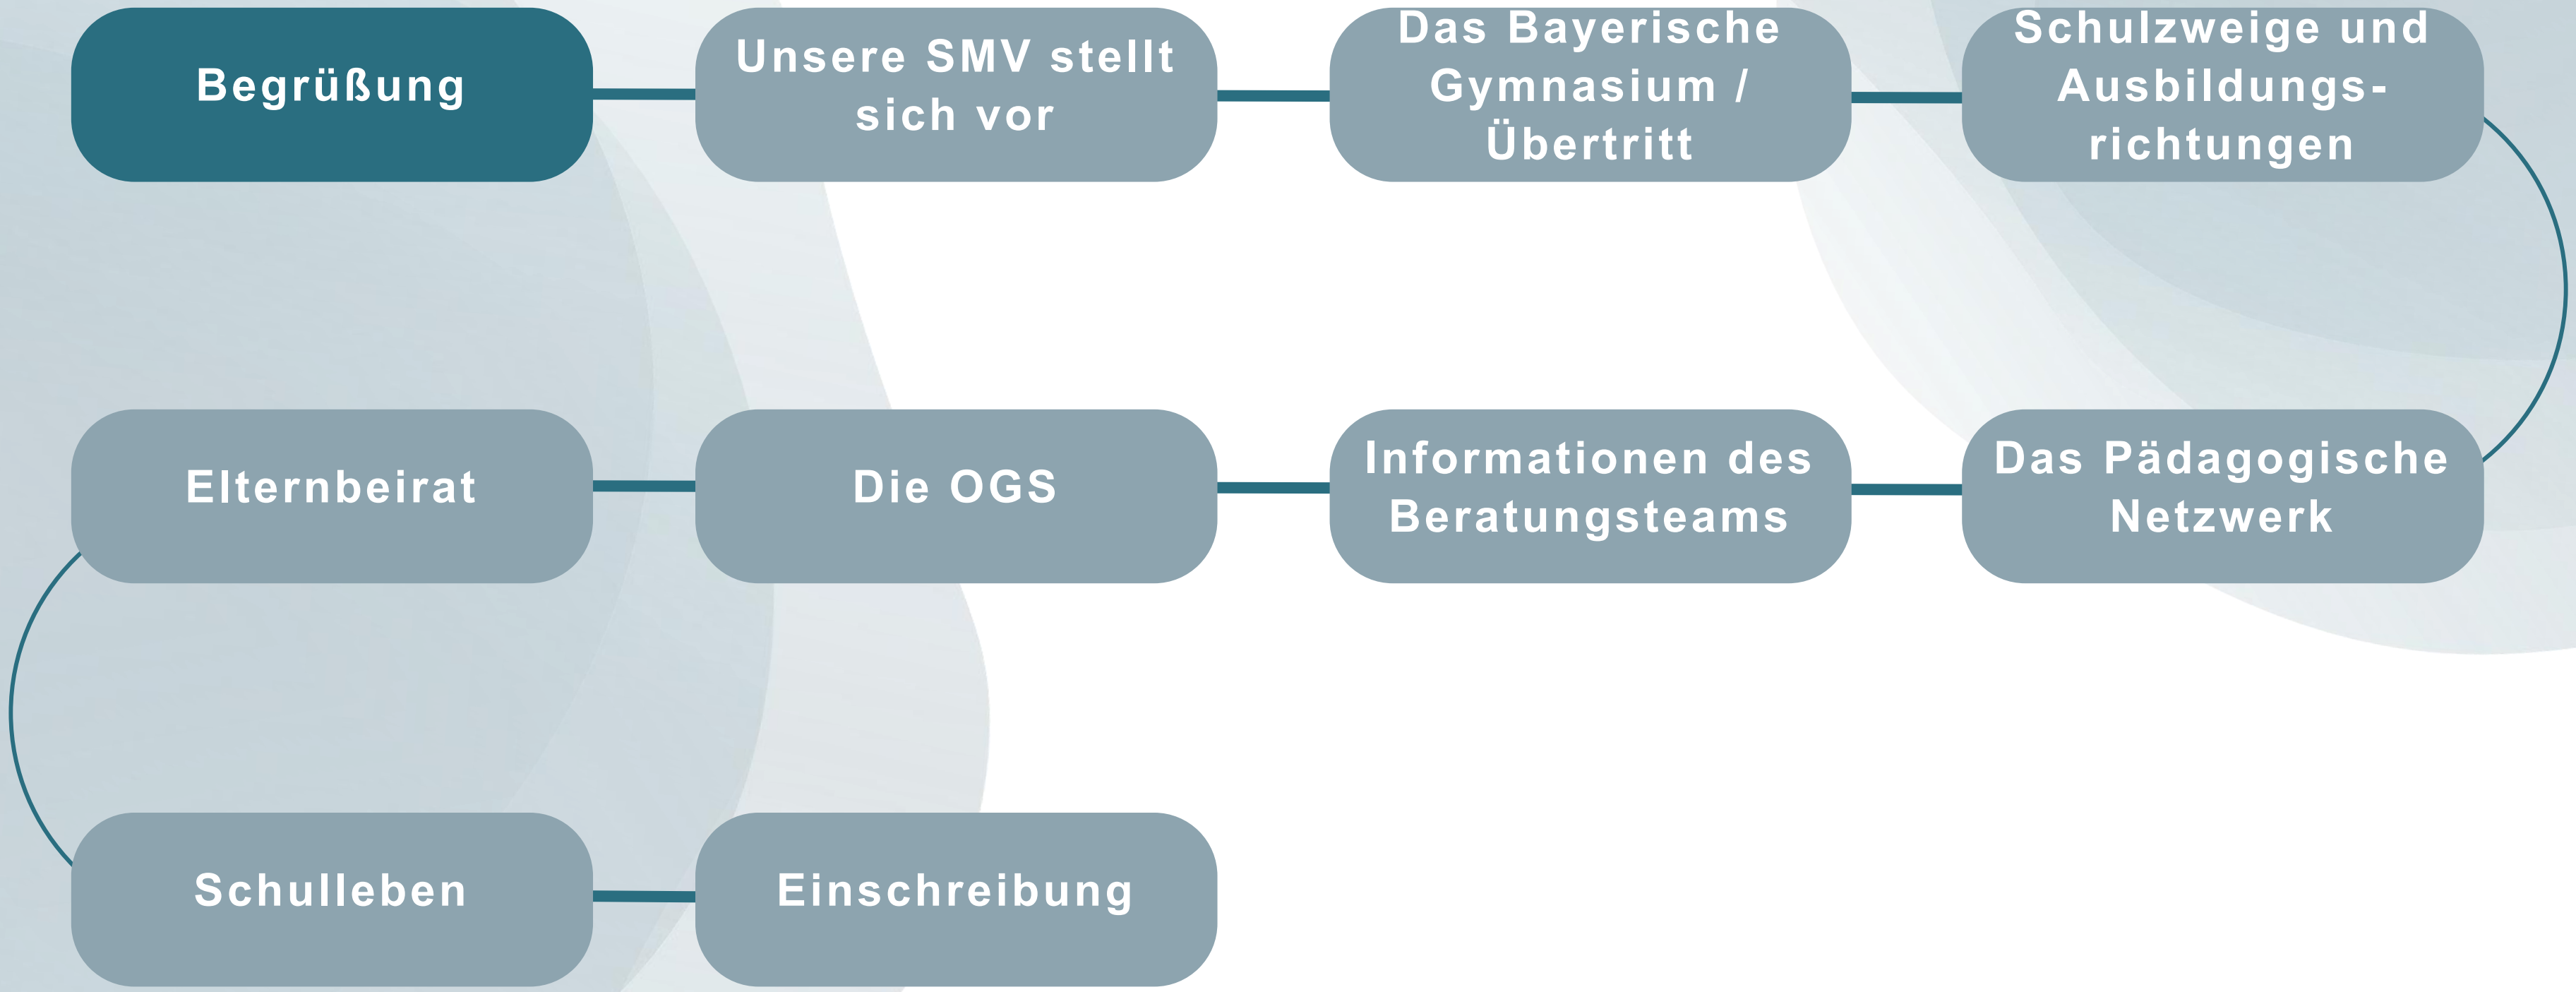 Begrüßung
Unsere SMV stellt
sich vor
Das Bayerische
Gymnasium /
Übertritt
Schulzweige und
Ausbildungs-
richtungen
Das Pädagogische
Netzwerk
Informationen des
Beratungsteams
Die OGS
Elternbeirat
Schulleben
Einschreibung